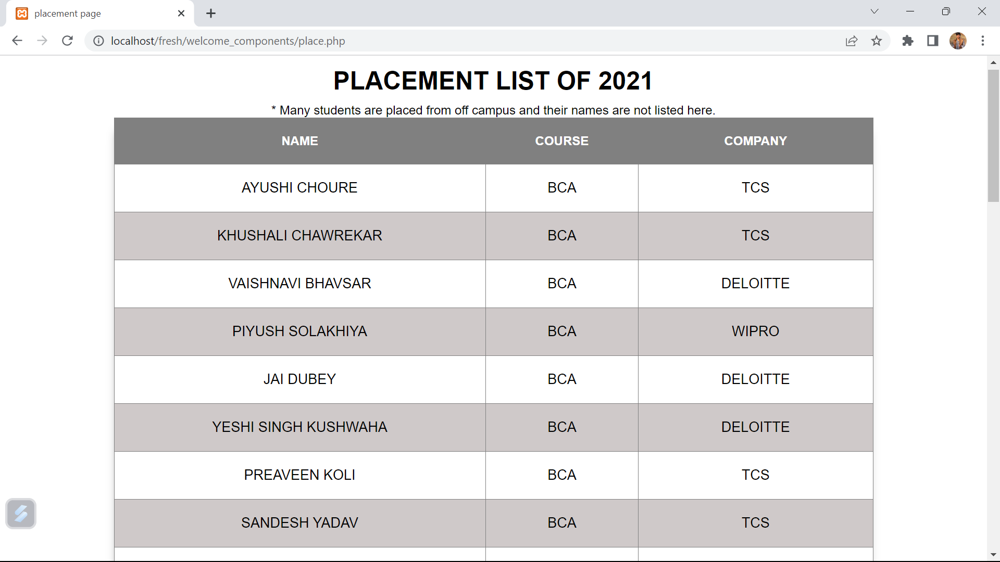 placement page
localhost/fresh/welcome_components/place.php
PLACEMENT LIST OF 2021
* Many students are placed from off campus and their names are not listed here.
NAME COURSE COMPANY
AYUSHI CHOURE BCA TCS
KHUSHALI CHAWREKAR BCA TCS
VAISHNAVI BHAVSAR BCA DELOITTE
PIYUSH SOLAKHIYA BCA WIPRO
JAI DUBEY BCA DELOITTE
YESHI SINGH KUSHWAHA BCA DELOITTE
PREAVEEN KOLI BCA TCS
SANDESH YADAV BCA TCS